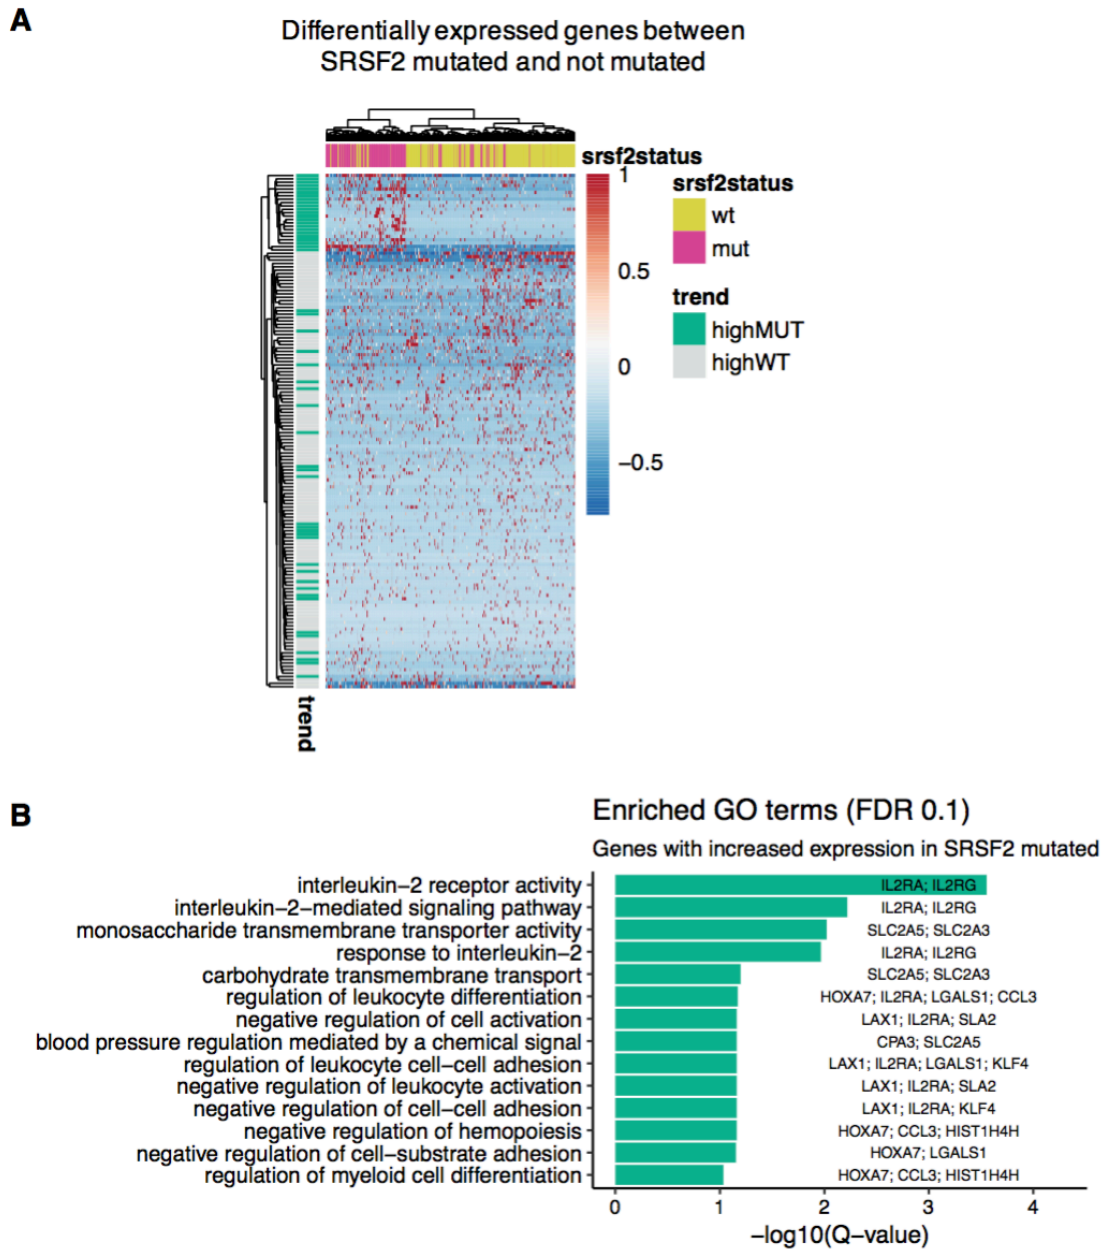 A
Differentially expressed genes between
SRSF2 mutated and not mutated
srsf2status
1
0.5
0
−0.5
srsf2status
wt
mut
trend
highMUT
highWT
trend
B
Enriched GO terms (FDR 0.1)
Genes with increased expression in SRSF2 mutated
interleukin−2 receptor activity IL2RA; IL2RG
interleukin−2−mediated signaling pathway IL2RA; IL2RG
monosaccharide transmembrane transporter activity SLC2A5; SLC2A3
response to interleukin−2 IL2RA; IL2RG
carbohydrate transmembrane transport SLC2A5; SLC2A3
regulation of leukocyte differentiation HOXA7; IL2RA; LGALS1; CCL3
negative regulation of cell activation LAX1; IL2RA; SLA2
blood pressure regulation mediated by a chemical signal CPA3; SLC2A5
regulation of leukocyte cell−cell adhesion LAX1; IL2RA; LGALS1; KLF4
negative regulation of leukocyte activation LAX1; IL2RA; SLA2
negative regulation of cell−cell adhesion LAX1; IL2RA; KLF4
negative regulation of hemopoiesis HOXA7; CCL3; HIST1H4H
negative regulation of cell−substrate adhesion HOXA7; LGALS1
regulation of myeloid cell differentiation HOXA7; CCL3; HIST1H4H
0 1 2 3 4
−log10(Q−value)